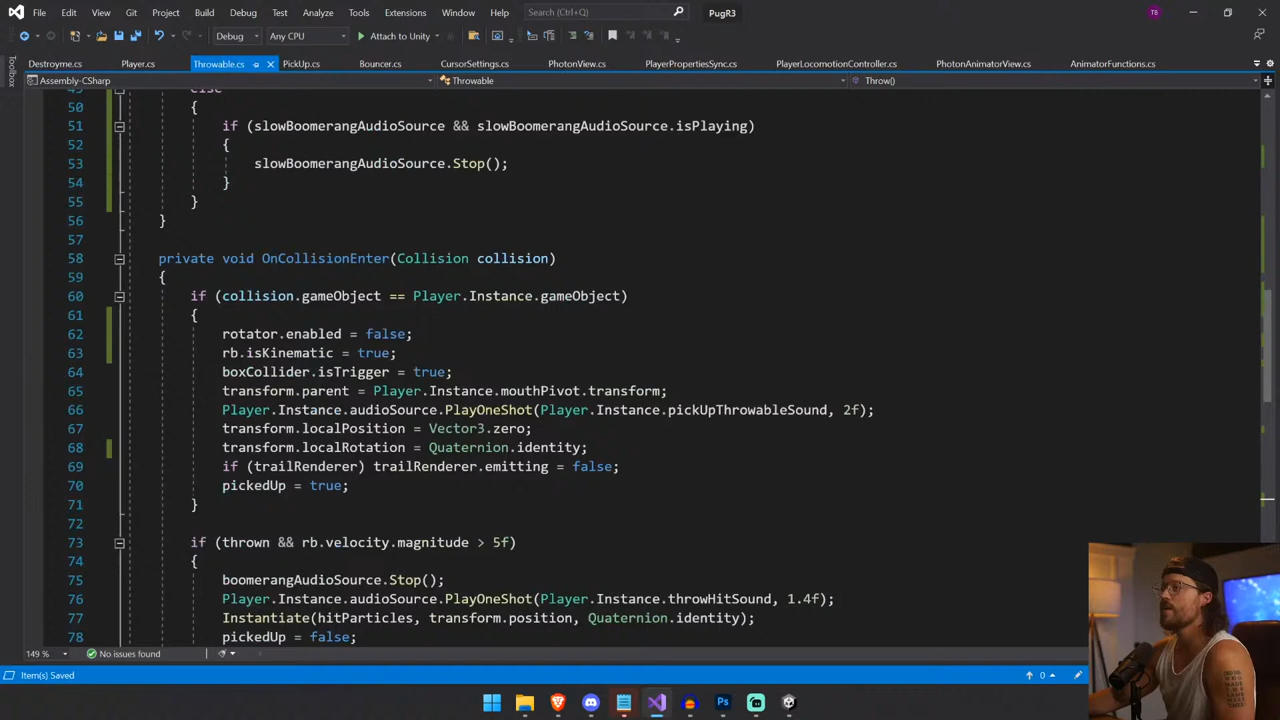 File Edit View Git Project Build Debug Test Analyze Tools Extensions Window Help Search (Ctrl+Q) PugR3 TB
Debug Any CPU Attach to Unity
Toolbox
Destroyme.cs Player.cs Throwable.cs PickUp.cs Bouncer.cs CursorSettings.cs PhotonView.cs PlayerPropertiesSync.cs PlayerLocomotionController.cs PhotonAnimatorView.cs AnimatorFunctions.cs
Assembly-CSharp Throwable Throw()
49 else
50 {
51 if (slowBoomerangAudioSource && slowBoomerangAudioSource.isPlaying)
52 {
53 slowBoomerangAudioSource.Stop();
54 }
55 }
56 }
57
58 private void OnCollisionEnter(Collision collision)
59 {
60 if (collision.gameObject == Player.Instance.gameObject)
61 {
62 rotator.enabled = false;
63 rb.isKinematic = true;
64 boxCollider.isTrigger = true;
65 transform.parent = Player.Instance.mouthPivot.transform;
66 Player.Instance.audioSource.PlayOneShot(Player.Instance.pickUpThrowableSound, 2f);
67 transform.localPosition = Vector3.zero;
68 transform.localRotation = Quaternion.identity;
69 if (trailRenderer) trailRenderer.emitting = false;
70 pickedUp = true;
71 }
72
73 if (thrown && rb.velocity.magnitude > 5f)
74 {
75 boomerangAudioSource.Stop();
76 Player.Instance.audioSource.PlayOneShot(Player.Instance.throwHitSound, 1.4f);
77 Instantiate(hitParticles, transform.position, Quaternion.identity);
78 pickedUp = false;
149 % No issues found
Item(s) Saved 0
Ps